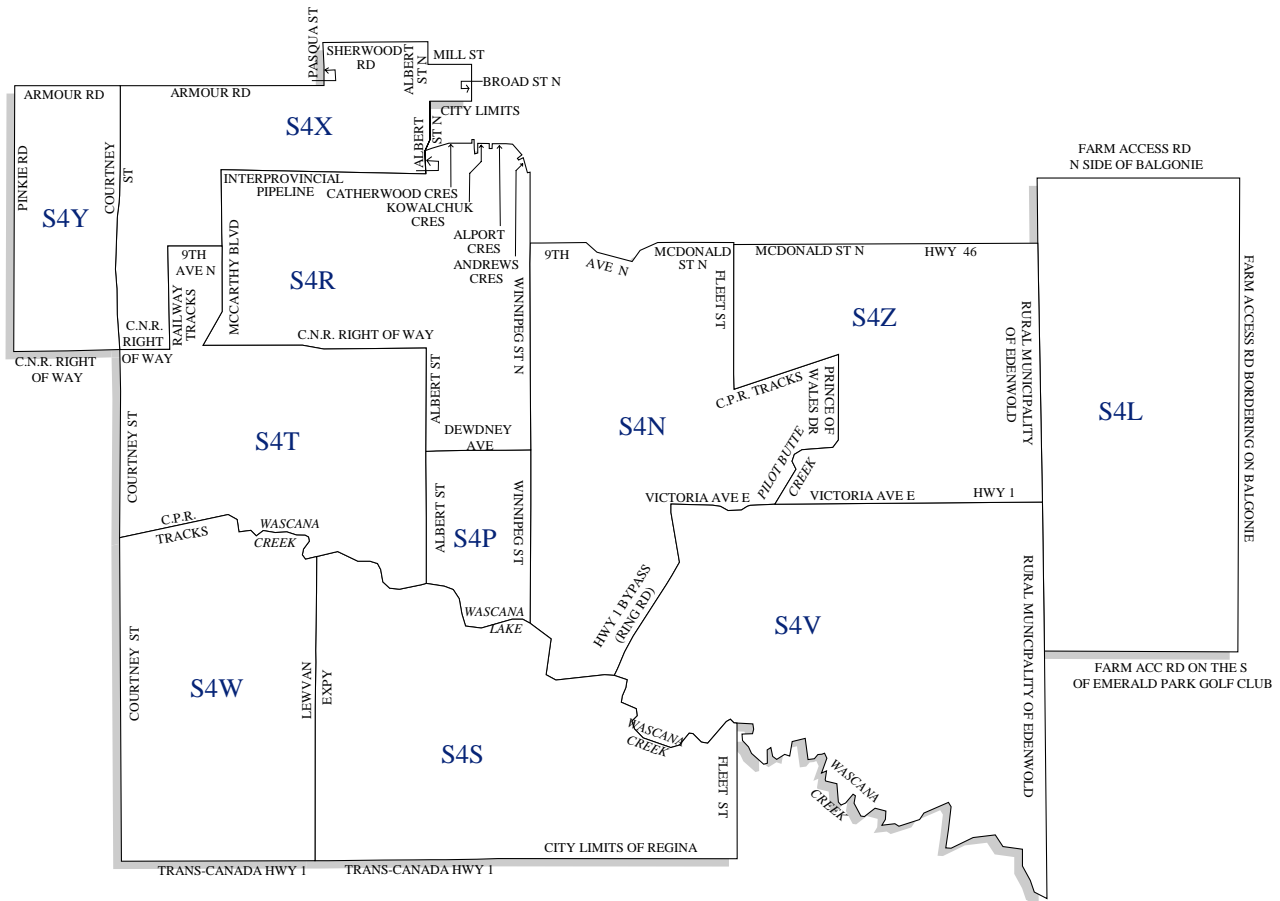 PASQUA ST
SHERWOOD
RD
ALBERT
ST N
MILL ST
BROAD ST N
CITY LIMITS
ARMOUR RD
ARMOUR RD
S4X
ALBERT
ST N
PINKIE RD
COURTNEY
ST
S4Y
INTERPROVINCIAL
PIPELINE
CATHERWOOD CRES
KOWALCHUK
CRES
ALPORT
CRES
ANDREWS
CRES
FARM ACCESS RD
N SIDE OF BALGONIE
9TH
AVE N
MCCARTHY BLVD
S4R
WINNIPEG ST N
9TH
AVE N
MCDONALD
ST N
MCDONALD ST N
HWY 46
FLEET ST
S4Z
RURAL MUNICIPALITY
OF EDENWOLD
FARM ACCESS RD BORDERING ON BALGONIE
RAILWAY
TRACKS
C.N.R.
RIGHT
OF WAY
C.N.R. RIGHT OF WAY
C.N.R. RIGHT
OF WAY
ALBERT ST
C.P.R. TRACKS
PRINCE OF
WALES DR
S4L
COURTNEY ST
S4T
DEWDNEY
AVE
S4N
PILOT BUTTE
CREEK
VICTORIA AVE E
VICTORIA AVE E
HWY 1
C.P.R.
TRACKS
WASCANA
CREEK
ALBERT ST
S4P
WINNIPEG ST
WASCANA
LAKE
HWY 1 BYPASS
(RING RD)
S4V
RURAL MUNICIPALITY OF EDENWOLD
FARM ACC RD ON THE S
OF EMERALD PARK GOLF CLUB
COURTNEY ST
S4W
LEWVAN
EXPY
S4S
WASCANA
CREEK
FLEET ST
WASCANA
CREEK
CITY LIMITS OF REGINA
TRANS-CANADA HWY 1
TRANS-CANADA HWY 1